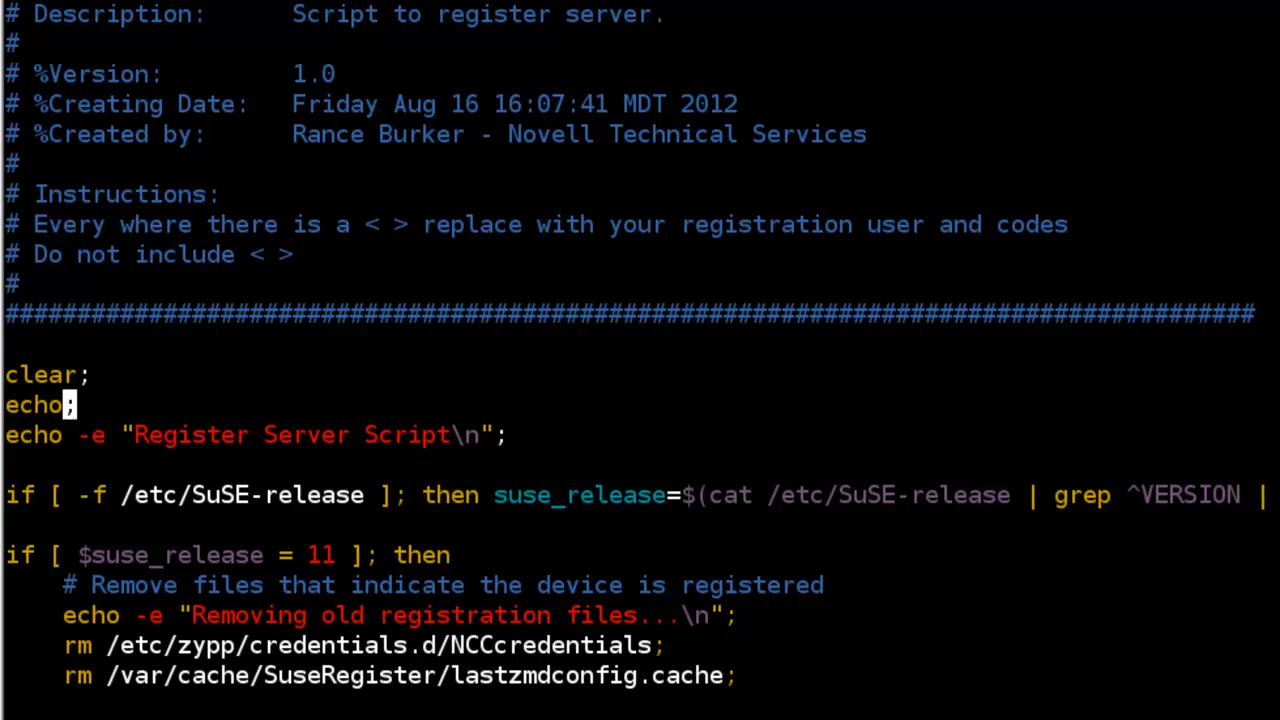 # Description:      Script to register server.
#
# %Version:         1.0
# %Creating Date:   Friday Aug 16 16:07:41 MDT 2012
# %Created by:      Rance Burker - Novell Technical Services
#
# Instructions:
# Every where there is a < > replace with your registration user and codes
# Do not include < >
#
#######################################################################################
clear;
echo;
echo -e "Register Server Script\n";
if [ -f /etc/SuSE-release ]; then suse_release=$(cat /etc/SuSE-release | grep ^VERSION |
if [ $suse_release = 11 ]; then
    # Remove files that indicate the device is registered
    echo -e "Removing old registration files...\n";
    rm /etc/zypp/credentials.d/NCCcredentials;
    rm /var/cache/SuseRegister/lastzmdconfig.cache;